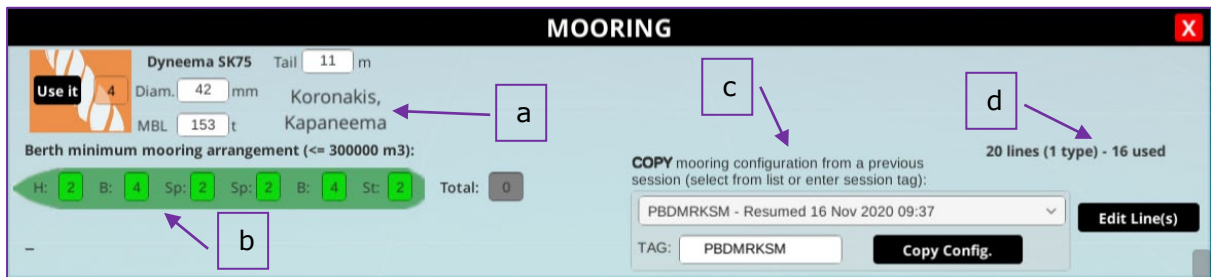 MOORING
X
Dyneema SK75 Tail 11 m
Use it 4 Diam. 42 mm
MBL 153 t
Koronakis,
Kapaneema
a
c
d
Berth minimum mooring arrangement (<= 300000 m3):
H: 2 B: 4 Sp: 2 Sp: 2 B: 4 St: 2 Total: 0
b
–
COPY mooring configuration from a previous
session (select from list or enter session tag):
20 lines (1 type) - 16 used
PBDMRKSM - Resumed 16 Nov 2020 09:37
Edit Line(s)
TAG: PBDMRKSM Copy Config.